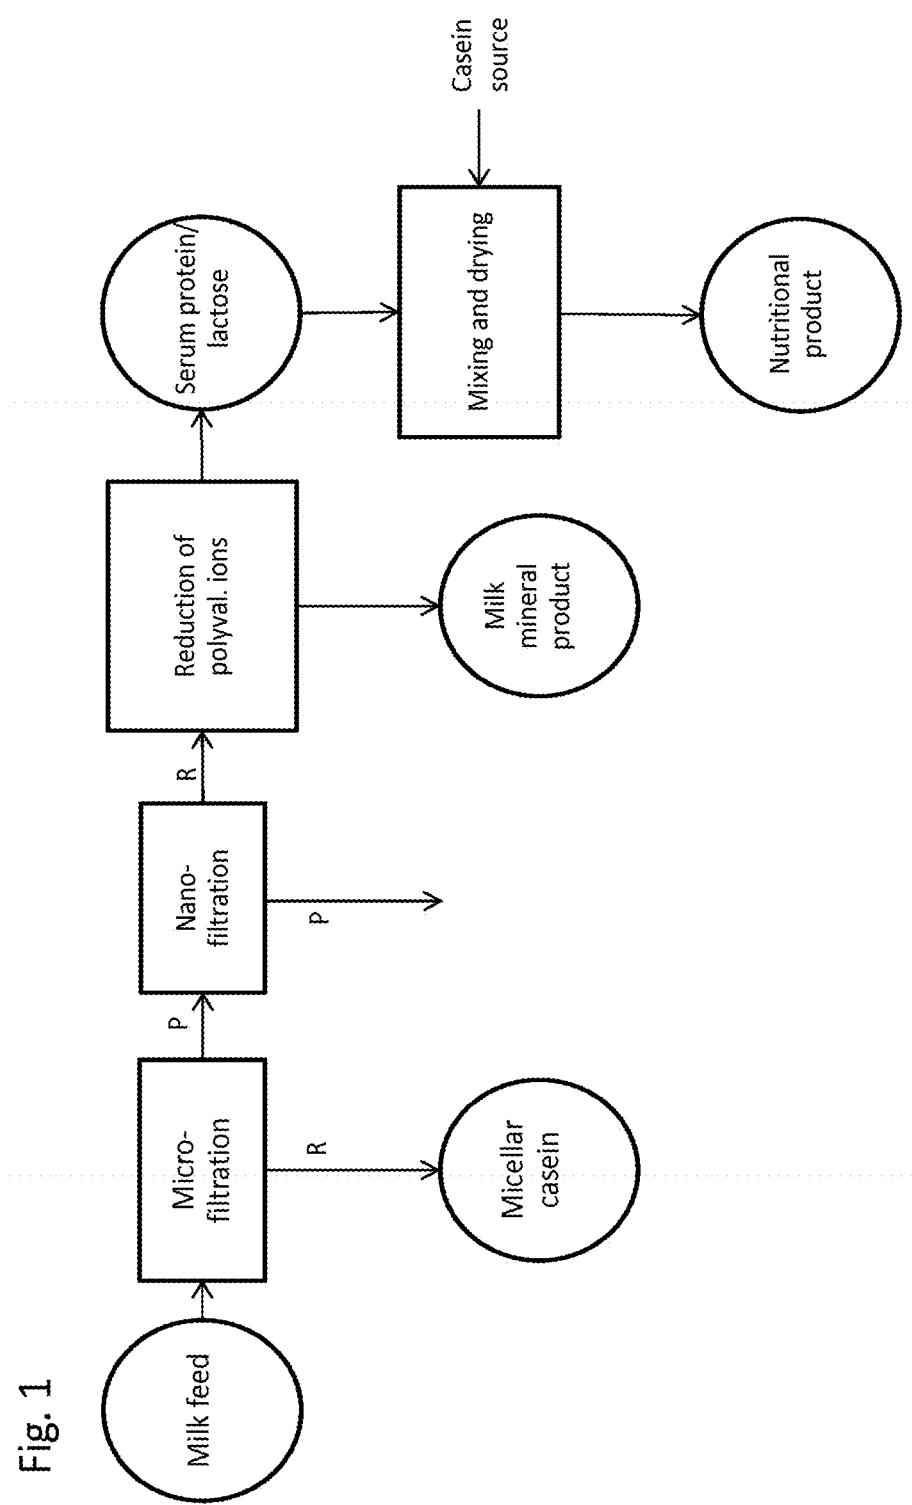 Fig. 1
Milk feed
Micro-
filtration
P
R
Micellar
casein
Nano-
filtration
R
P
Reduction of
polyval. ions
Milk
mineral
product
Serum protein/
lactose
Mixing and drying
Casein
source
Nutritional
product